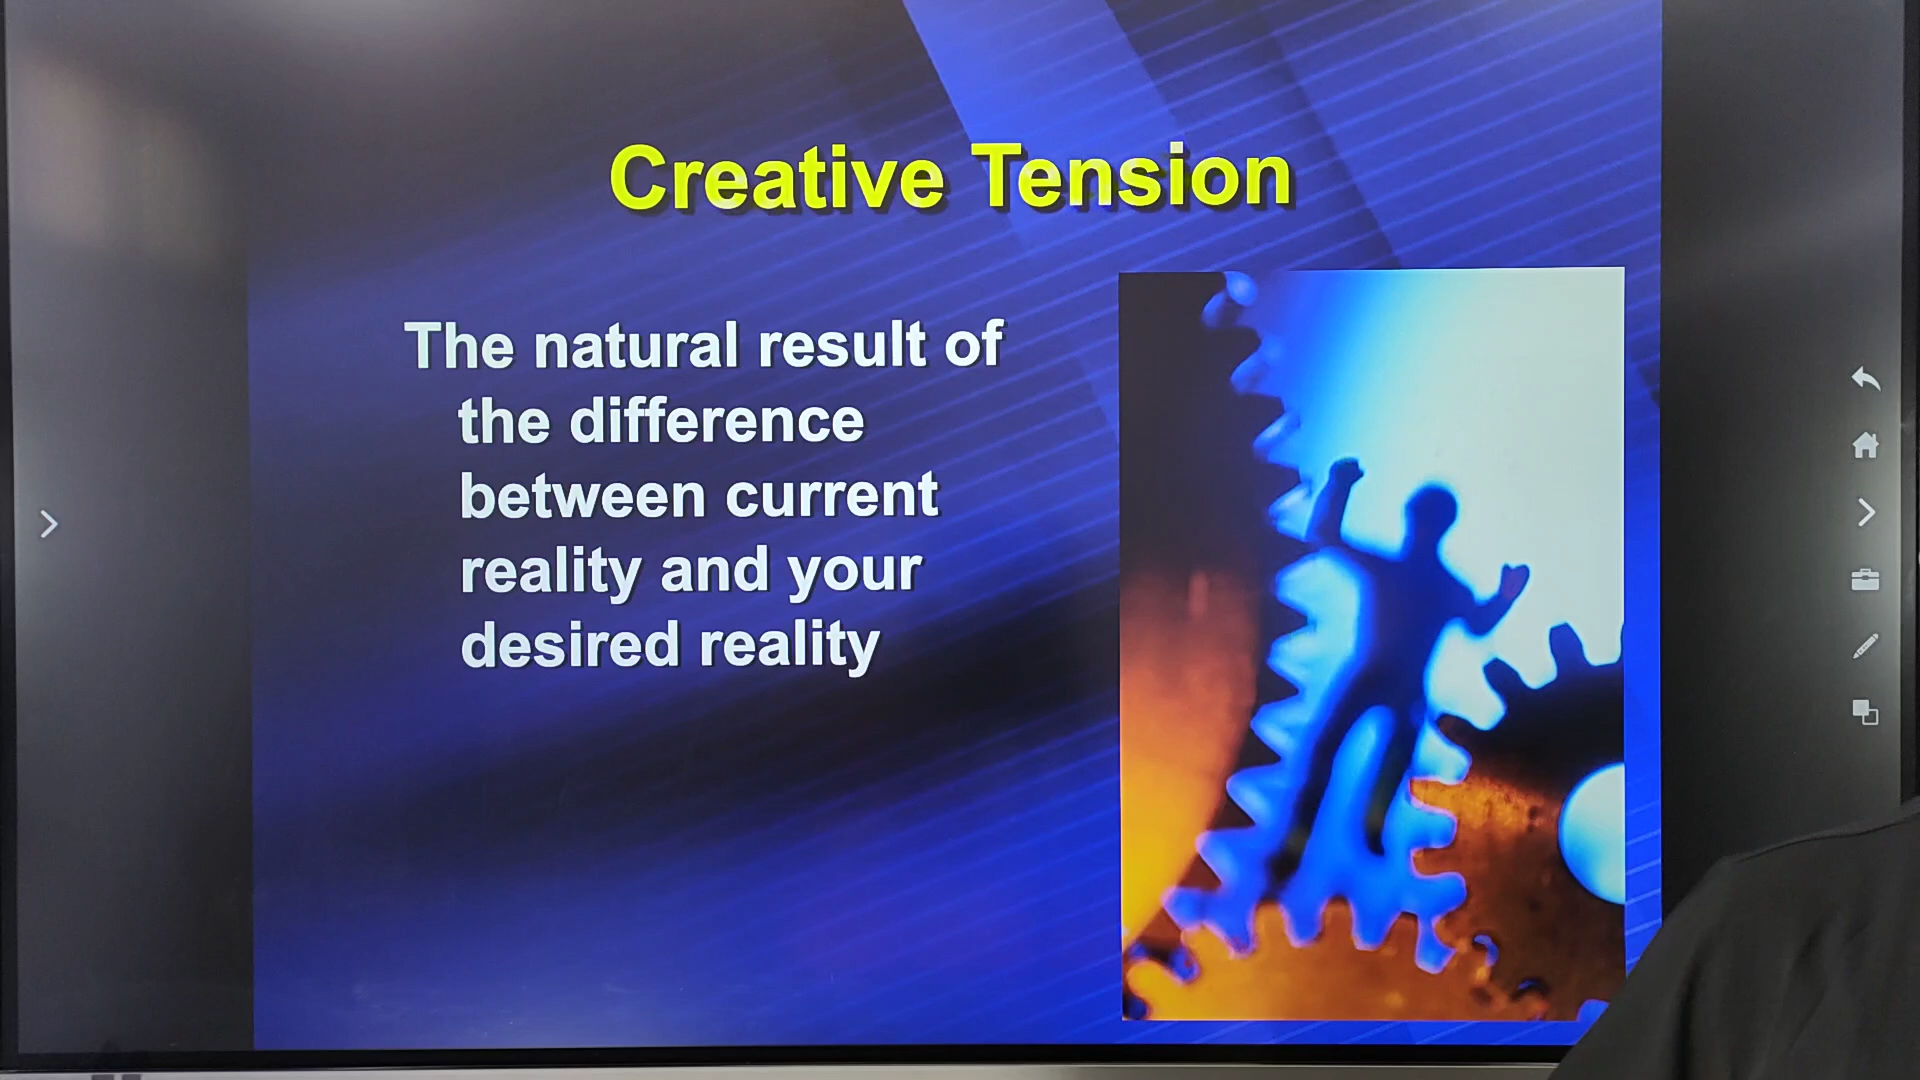 Creative Tension
The natural result of
the difference
between current
reality and your
desired reality